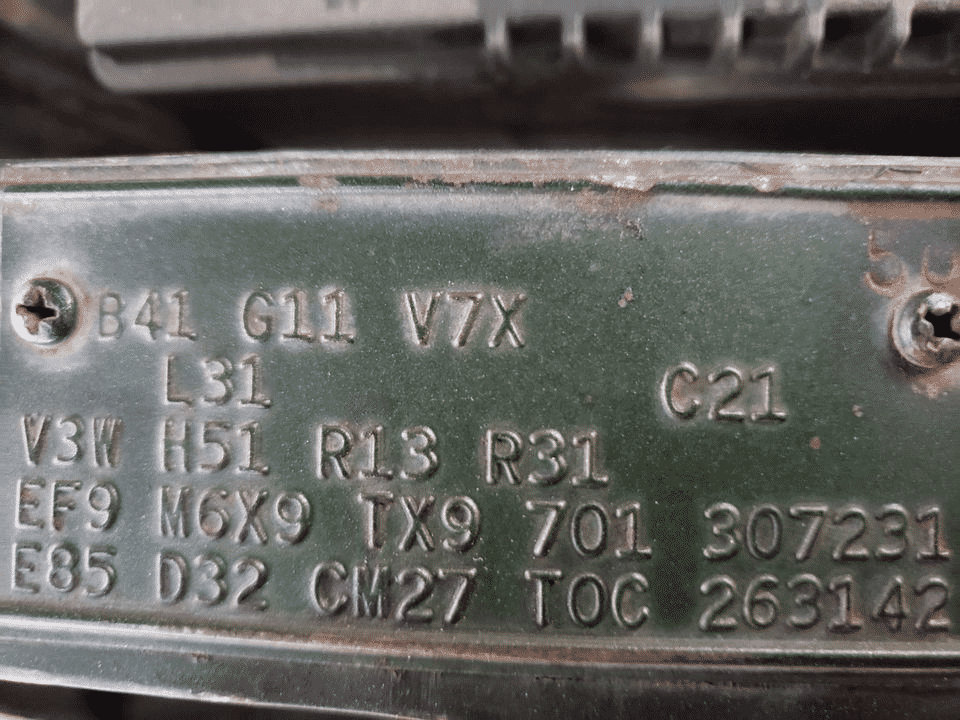 B41 G11 V7X
L31 C21
V3W H51 R13 R31
EF9 M6X9 TX9 701 307231
E85 D32 CM27 TOC 263142